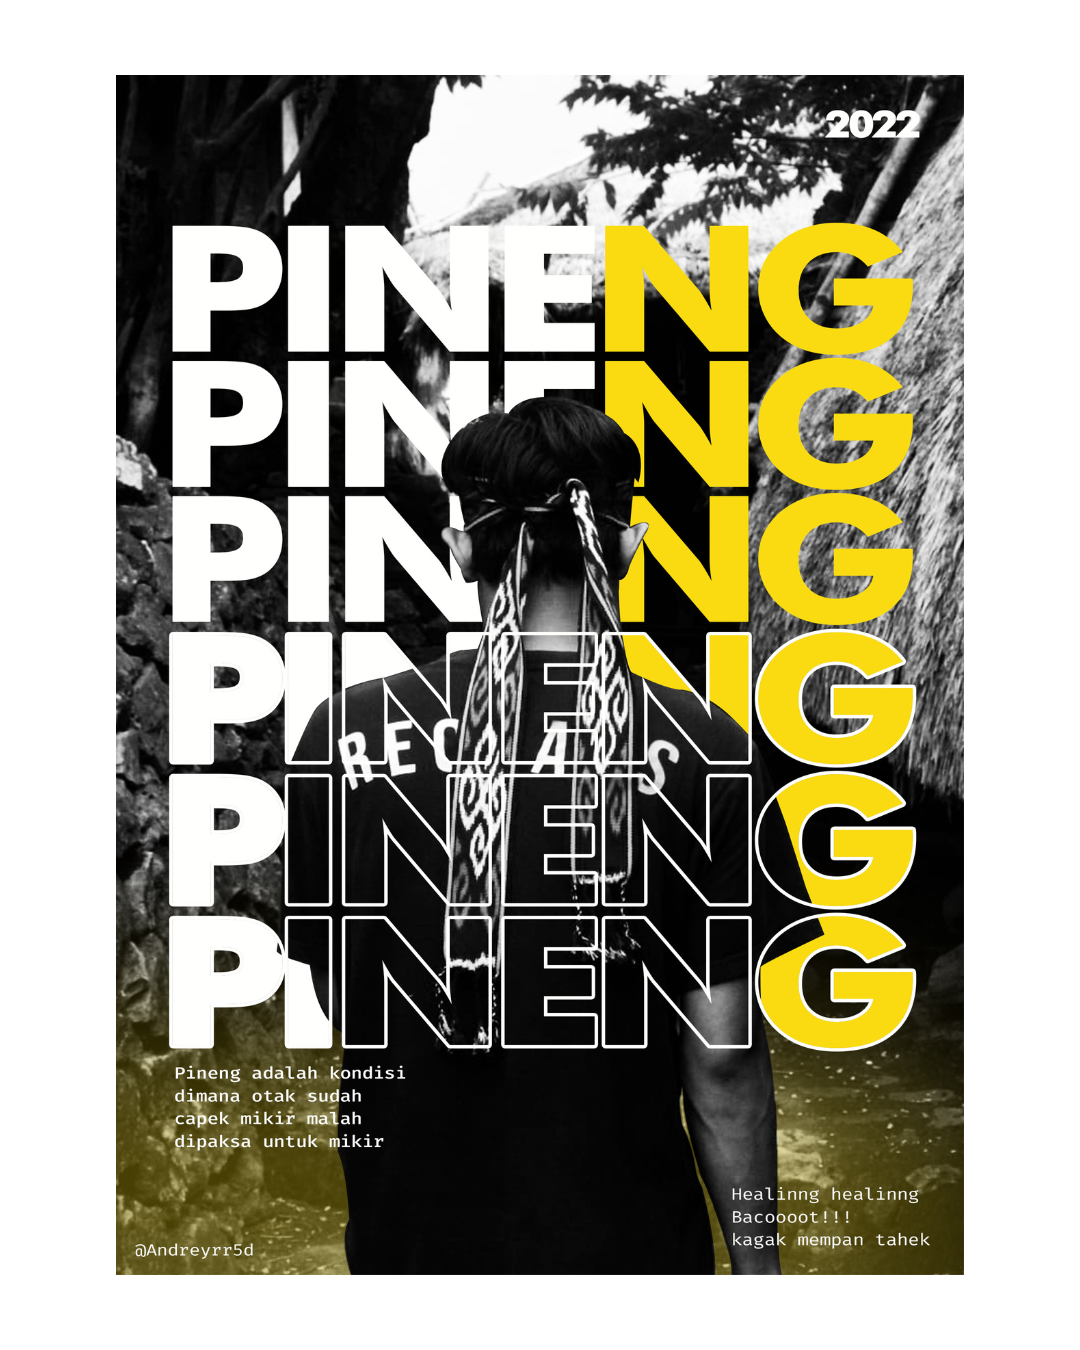 2022
PINENG
PINENG
PINENG
PINENG
PINENG
PINENG
Pineng adalah kondisi
dimana otak sudah
capek mikir malah
dipaksa untuk mikir
Healinng healinng
Bacoooot!!!
kagak mempan tahek
@Andreyrr5d